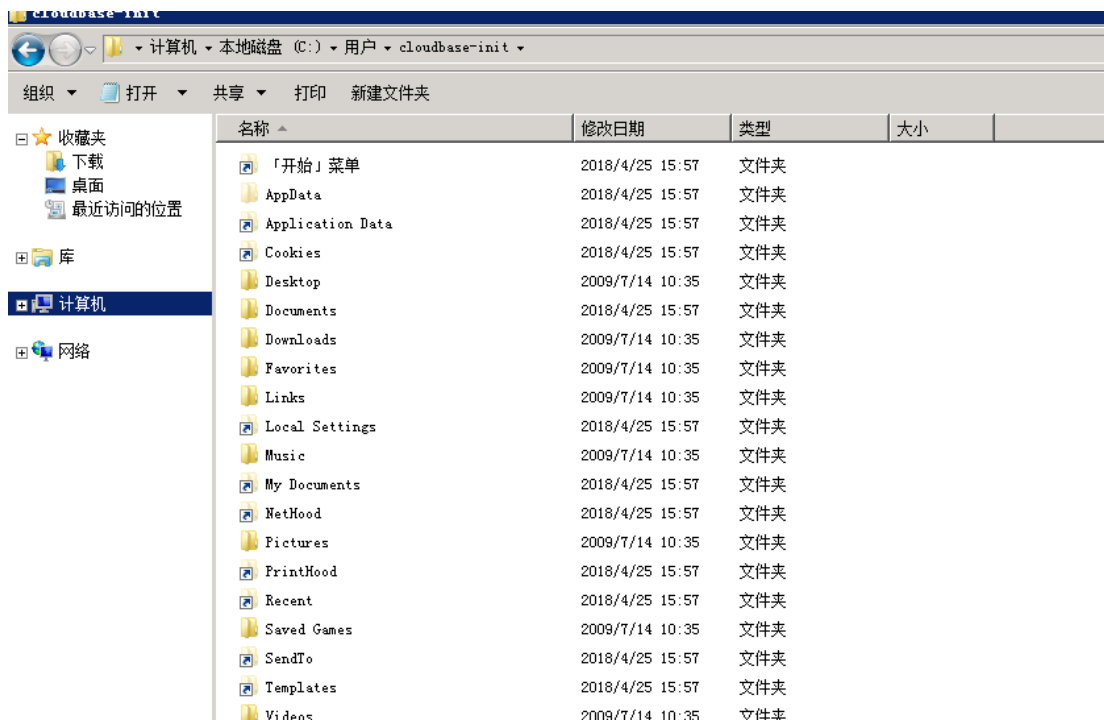 cloudbase-init
计算机 本地磁盘 (C:) 用户 cloudbase-init
组织 打开 共享 打印 新建文件夹
收藏夹
下载
桌面
最近访问的位置
库
计算机
网络
名称 修改日期 类型 大小
「开始」菜单 2018/4/25 15:57 文件夹
AppData 2018/4/25 15:57 文件夹
Application Data 2018/4/25 15:57 文件夹
Cookies 2018/4/25 15:57 文件夹
Desktop 2009/7/14 10:35 文件夹
Documents 2018/4/25 15:57 文件夹
Downloads 2009/7/14 10:35 文件夹
Favorites 2009/7/14 10:35 文件夹
Links 2009/7/14 10:35 文件夹
Local Settings 2018/4/25 15:57 文件夹
Music 2009/7/14 10:35 文件夹
My Documents 2018/4/25 15:57 文件夹
NetHood 2018/4/25 15:57 文件夹
Pictures 2009/7/14 10:35 文件夹
PrintHood 2018/4/25 15:57 文件夹
Recent 2018/4/25 15:57 文件夹
Saved Games 2009/7/14 10:35 文件夹
SendTo 2018/4/25 15:57 文件夹
Templates 2018/4/25 15:57 文件夹
Videos 2009/7/14 10:35 文件夹